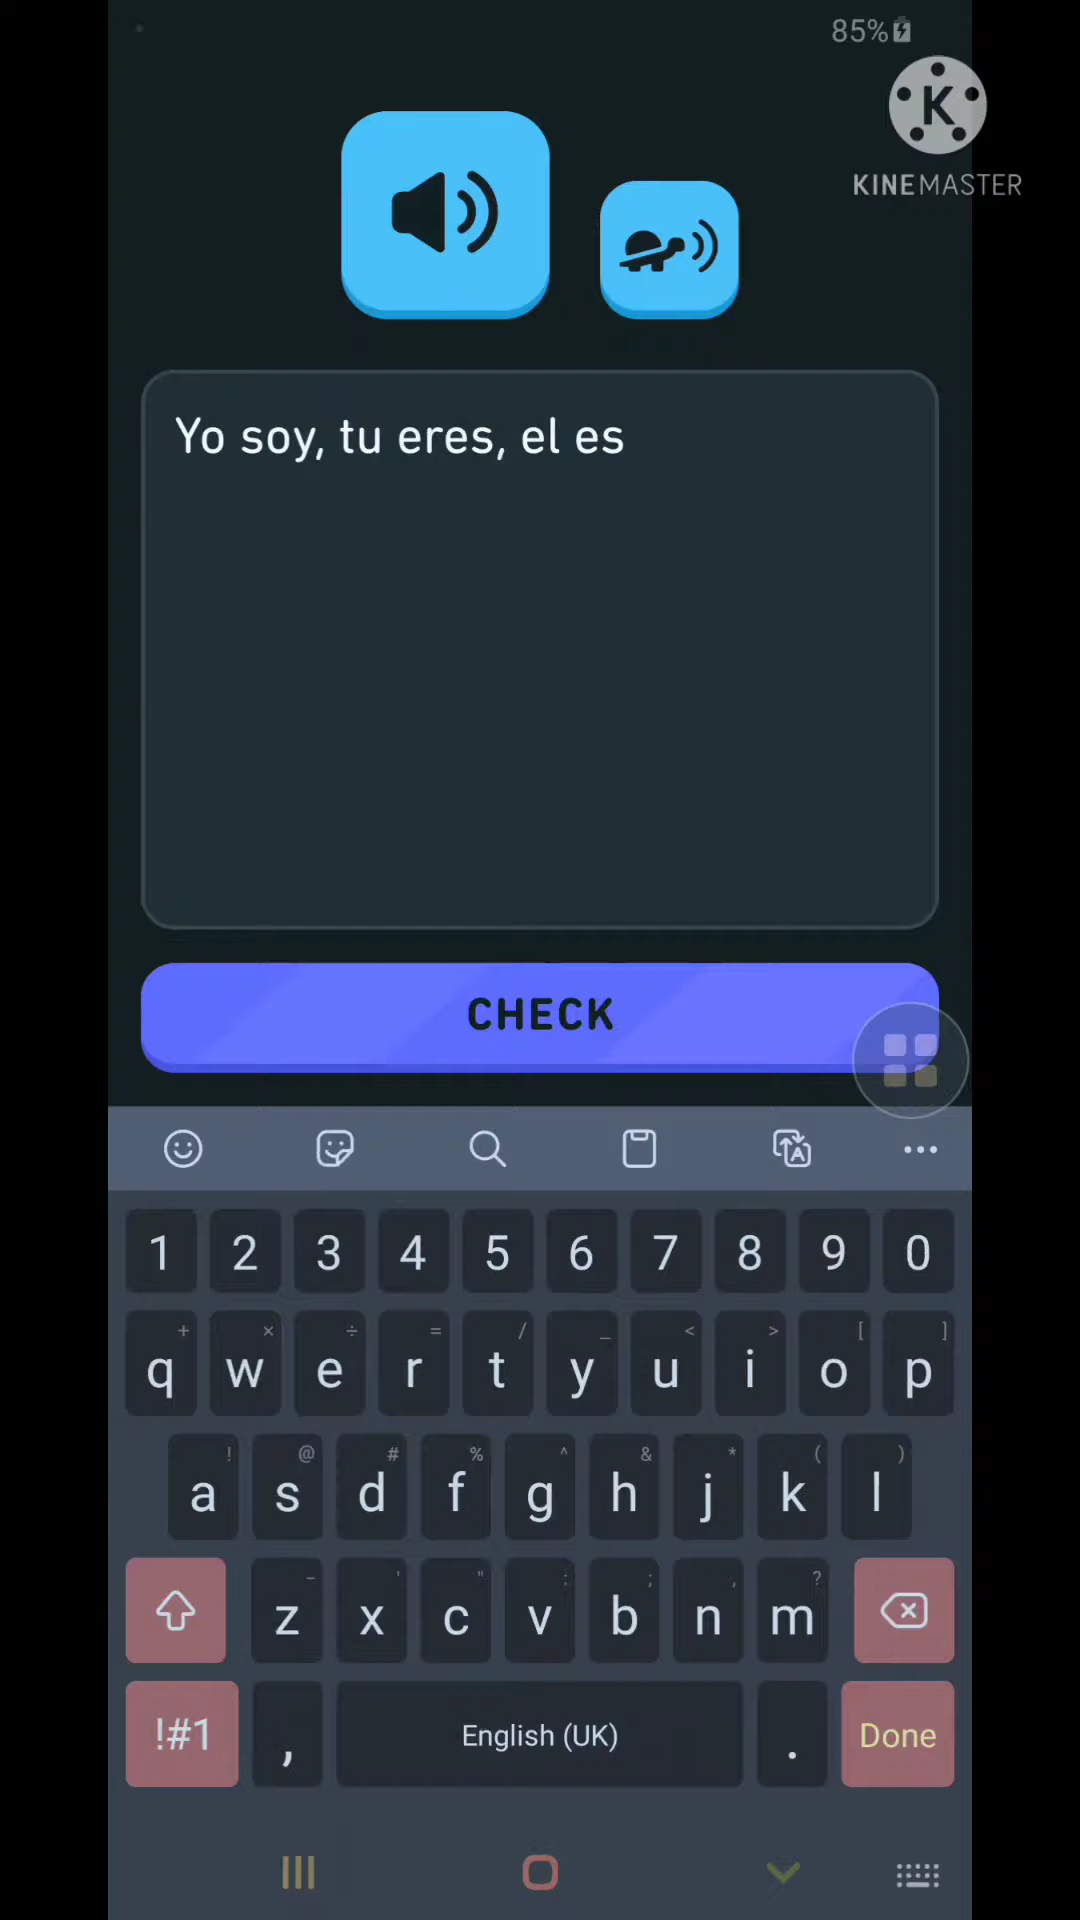 85%
K
KINEMASTER
Yo soy, tu eres, el es
CHECK
1 2 3 4 5 6 7 8 9 0
+ × ÷ = / _ < > [ ]
q w e r t y u i o p
! @ # % ^ & * ( )
a s d f g h j k l
- ' " : ; , ?
z x c v b n m
!#1 , English (UK) . Done